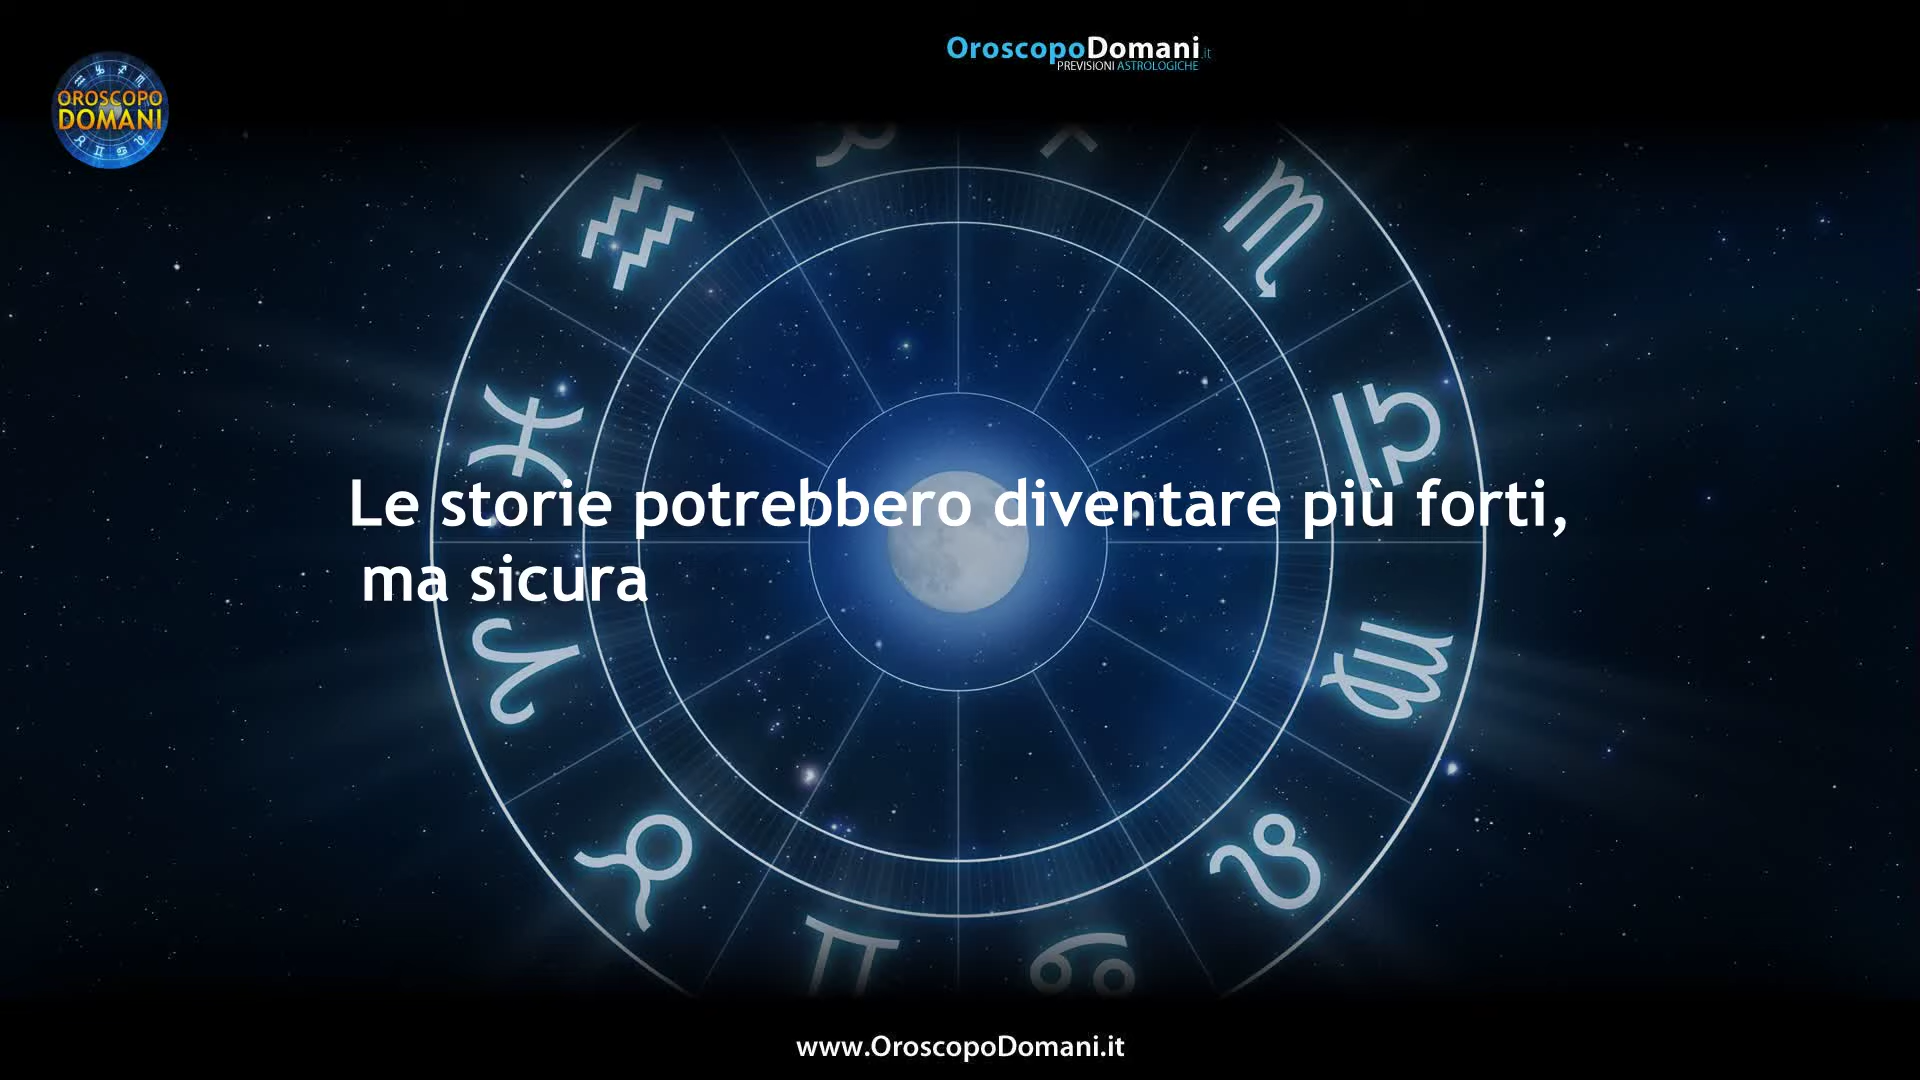 OroscopoDomani.it
PREVISIONI ASTROLOGICHE
OROSCOPO
DOMANI
Le storie potrebbero diventare più forti,
ma sicura
www.OroscopoDomani.it